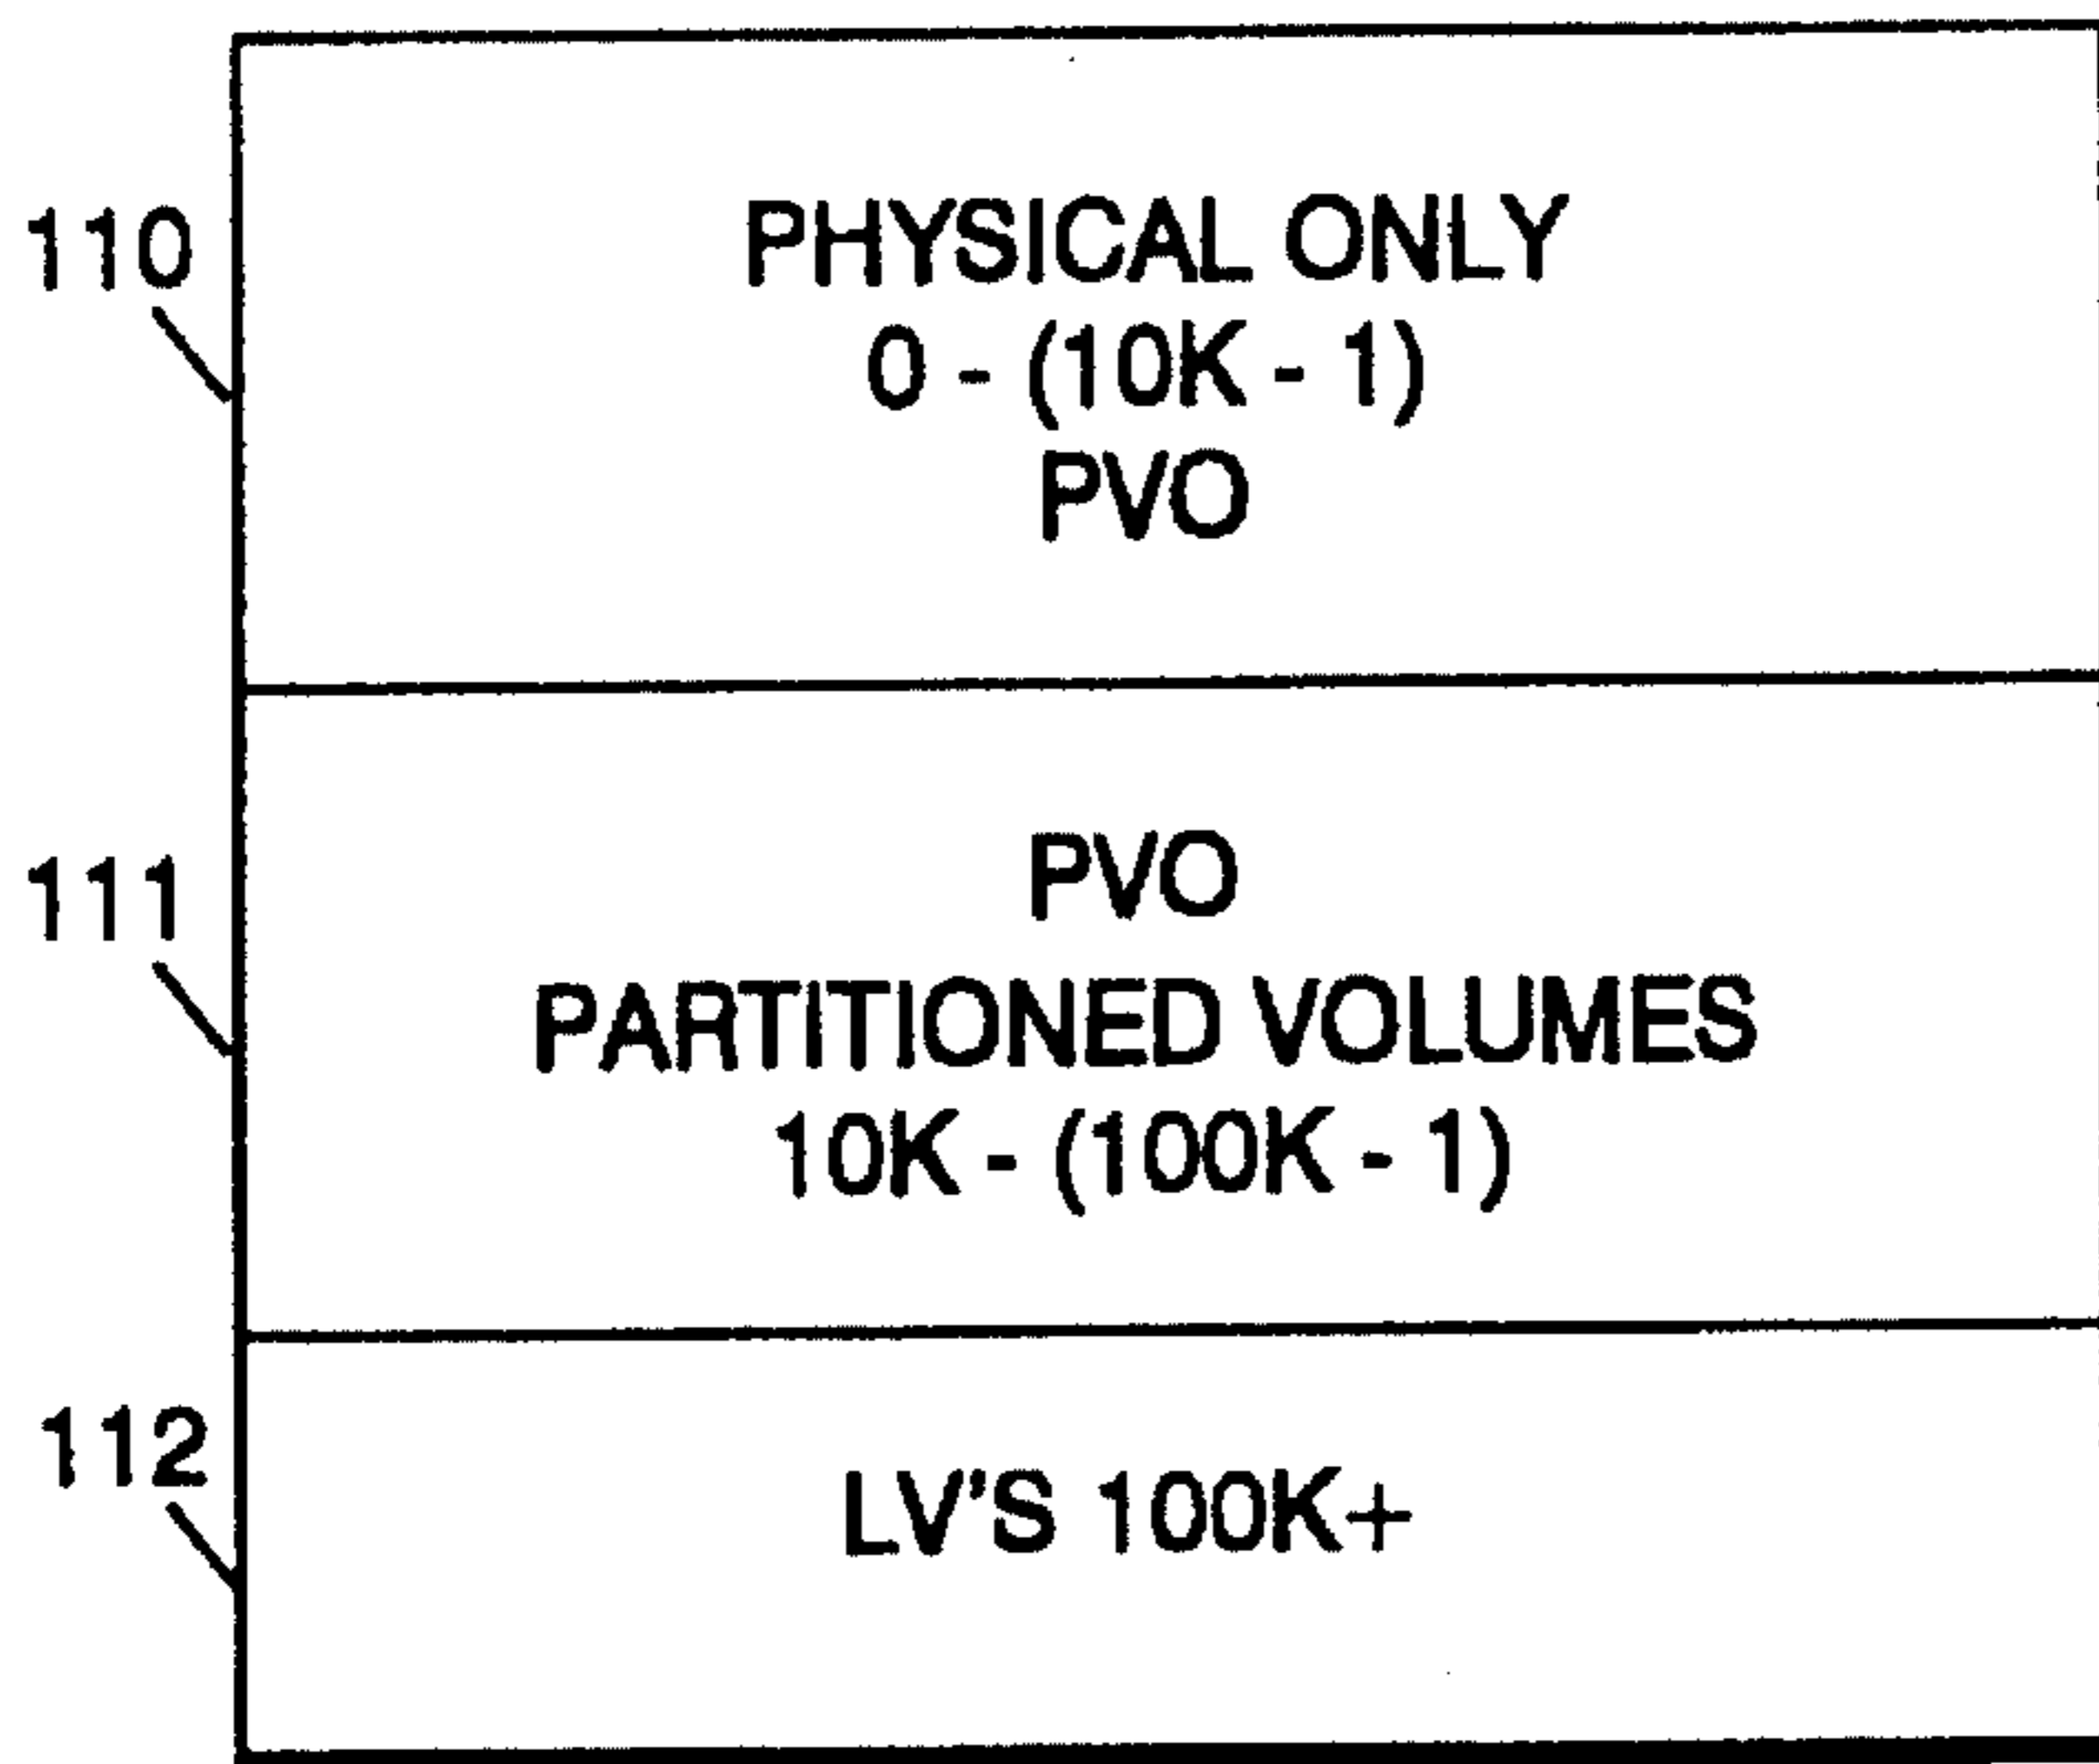 110
PHYSICAL ONLY
0 - (10K - 1)
PVO
111
PVO
PARTITIONED VOLUMES
10K - (100K - 1)
112
LV'S 100K+